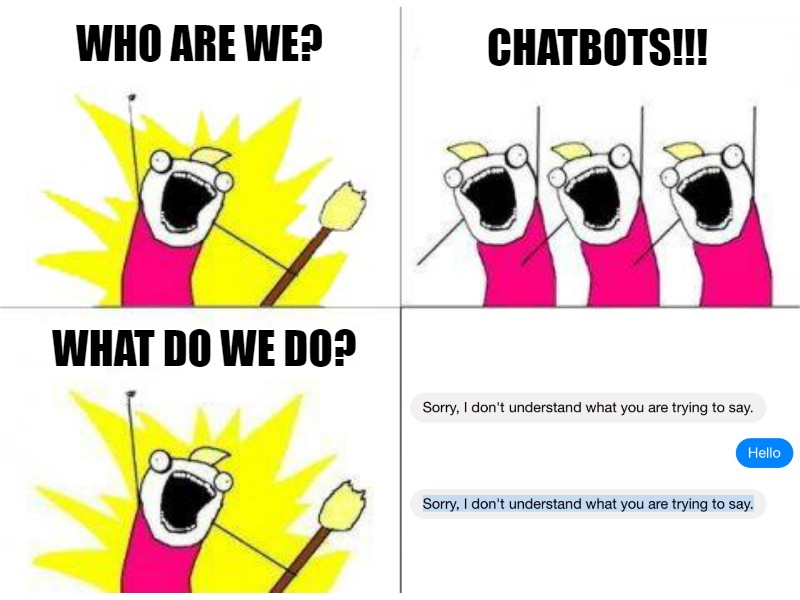 WHO ARE WE?
CHATBOTS!!!
WHAT DO WE DO?
Sorry, I don't understand what you are trying to say.
Hello
Sorry, I don't understand what you are trying to say.